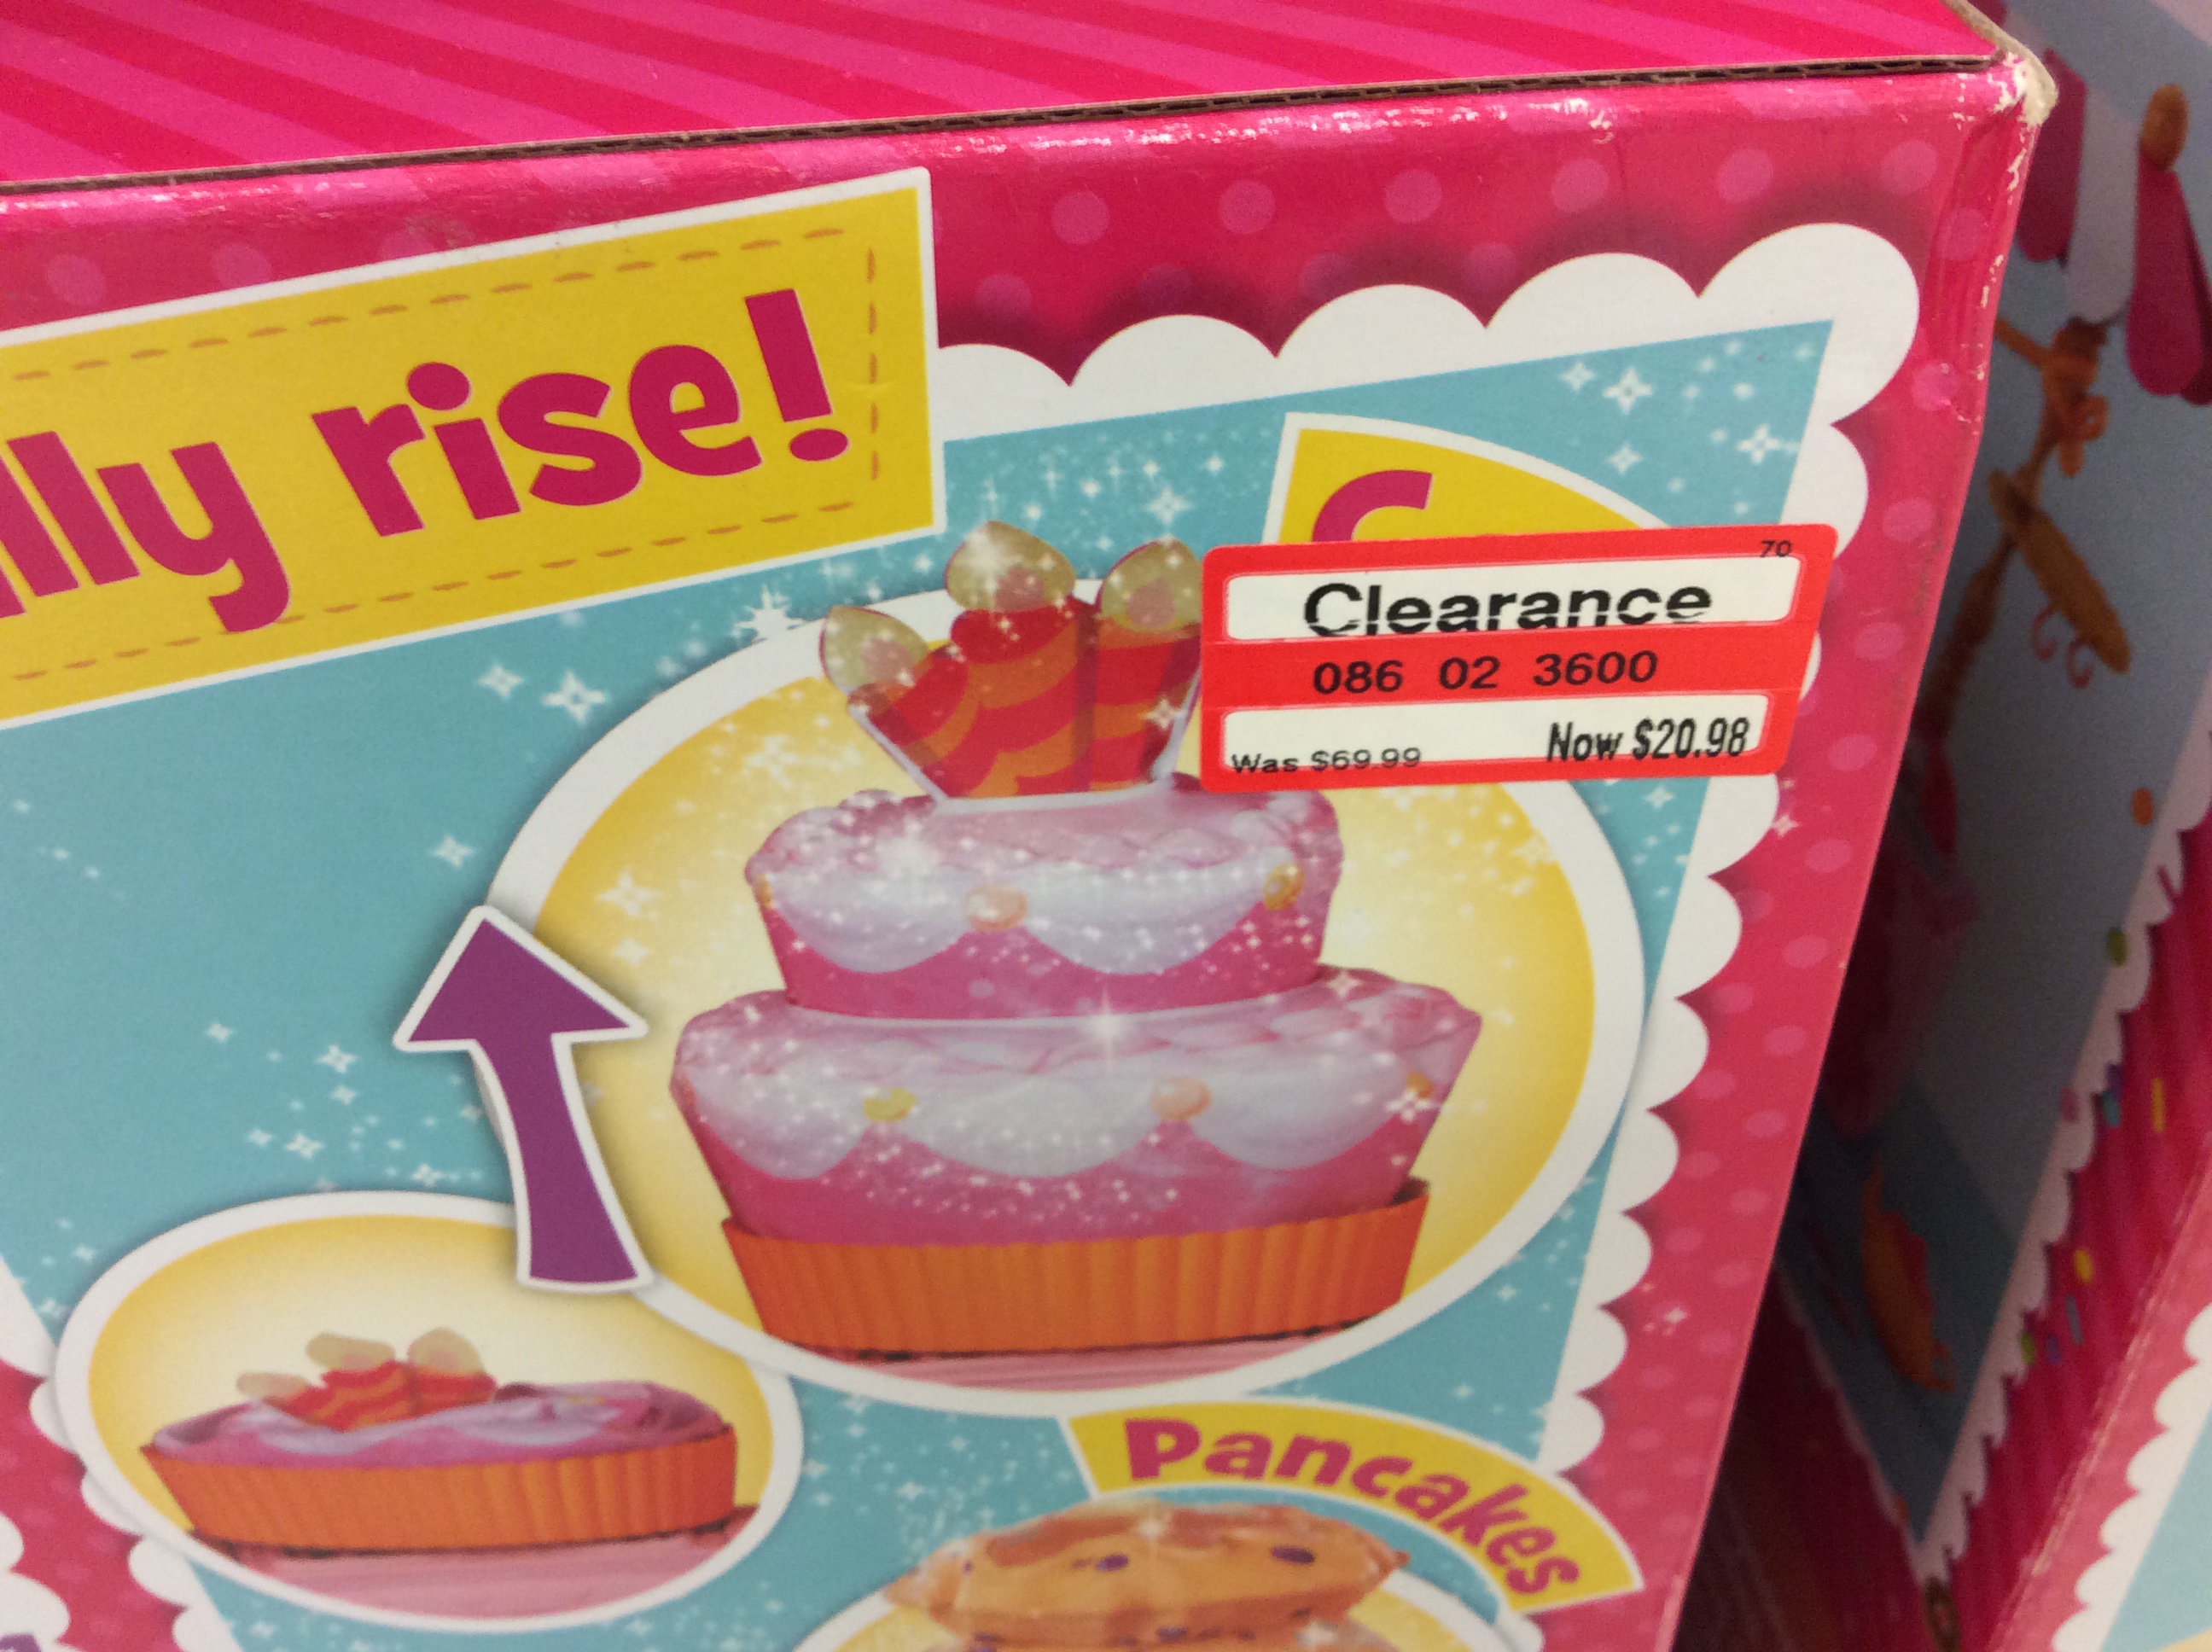 lly rise!
C
70
Clearance
086 02 3600
Was $69.99 Now $20.98
Pancakes